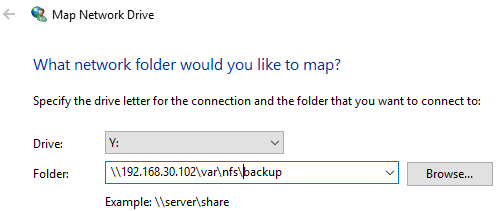 Map Network Drive
What network folder would you like to map?
Specify the drive letter for the connection and the folder that you want to connect to:
Drive: Y:
Folder: \\192.168.30.102\var\nfs\backup Browse...
Example: \\server\share